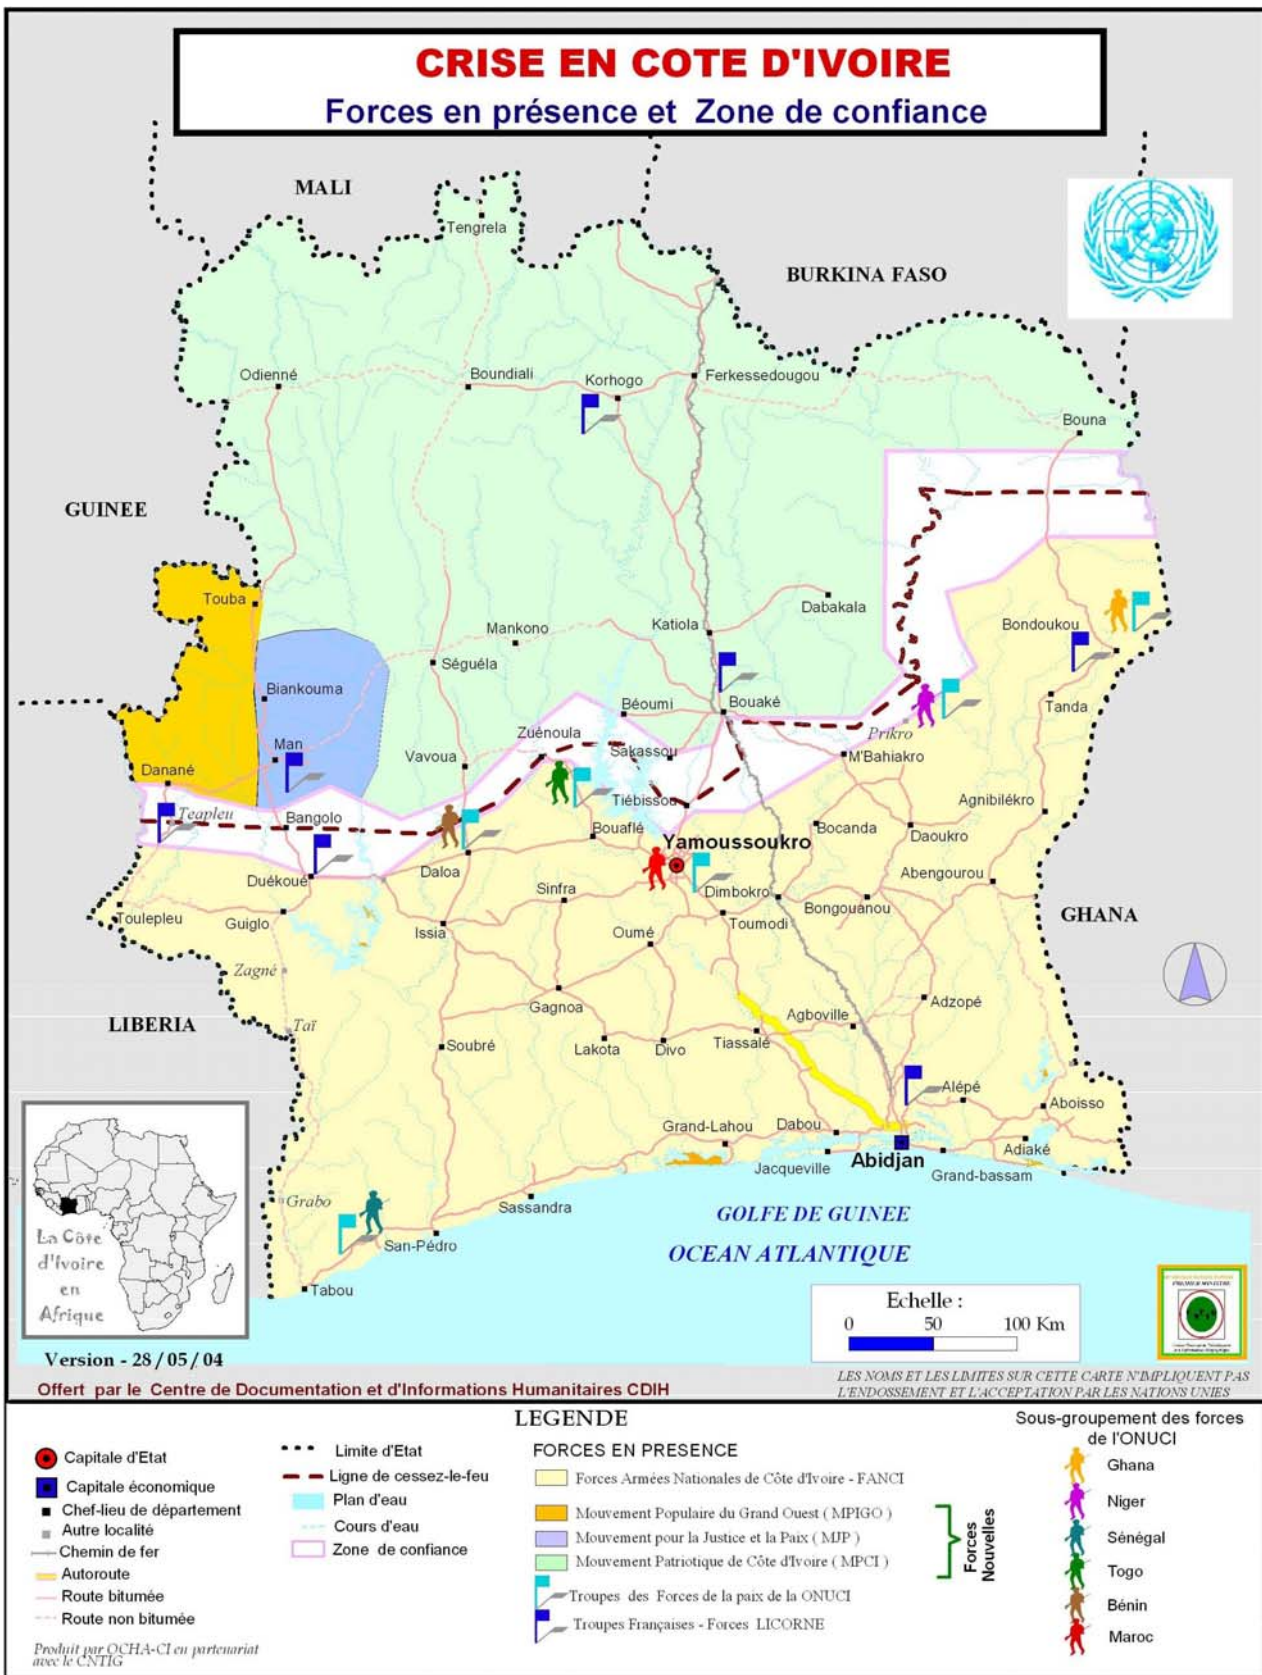 CRISE EN COTE D'IVOIRE
Forces en présence et Zone de confiance
MALI
Tengrela
BURKINA FASO
Odienné
Boundiali
Korhogo
Ferkessedougou
Bouna
GUINEE
Touba
Dabakala
Mankono
Katiola
Bondoukou
Séguéla
Biankouma
Béoumi
Bouaké
Tanda
Zuénoula
Prikro
Man
Vavoua
Sakassou
M'Bahiakro
Danané
Tiébissou
Agnibilékro
Teapleu
Bangolo
Bouaflé
Bocanda
Daoukro
Yamoussoukro
Daloa
Duékoué
Abengourou
Sinfra
Dimbokro
Bongouanou
Toulepleu
Guiglo
Issia
Toumodi
GHANA
Oumé
Zagné
Gagnoa
Adzopé
LIBERIA
Taï
Agboville
Soubré
Lakota
Divo
Tiassalé
Alépé
Aboisso
Grand-Lahou
Dabou
Adiaké
Jacqueville
Abidjan
Grand-bassam
Grabo
Sassandra
GOLFE DE GUINEE
San-Pédro
OCEAN ATLANTIQUE
Tabou
La Côte
d'Ivoire
en
Afrique
Echelle :
0 50 100 Km
Version - 28/05/04
Offert par le Centre de Documentation et d'Informations Humanitaires CDIH
LES NOMS ET LES LIMITES SUR CETTE CARTE N'IMPLIQUENT PAS
L'ENDOSSEMENT ET L'ACCEPTATION PAR LES NATIONS UNIES
LEGENDE
Capitale d'Etat
Capitale économique
Chef-lieu de département
Autre localité
Chemin de fer
Autoroute
Route bitumée
Route non bitumée
Produit par OCHA-CI en partenariat
avec le CNTIG
Limite d'Etat
Ligne de cessez-le-feu
Plan d'eau
Cours d'eau
Zone de confiance
FORCES EN PRESENCE
Forces Armées Nationales de Côte d'Ivoire - FANCI
Mouvement Populaire du Grand Ouest ( MPIGO )
Mouvement pour la Justice et la Paix ( MJP )
Mouvement Patriotique de Côte d'Ivoire ( MPCI )
Troupes des Forces de la paix de la ONUCI
Troupes Françaises - Forces LICORNE
Forces
Nouvelles
Sous-groupement des forces
de l'ONUCI
Ghana
Niger
Sénégal
Togo
Bénin
Maroc